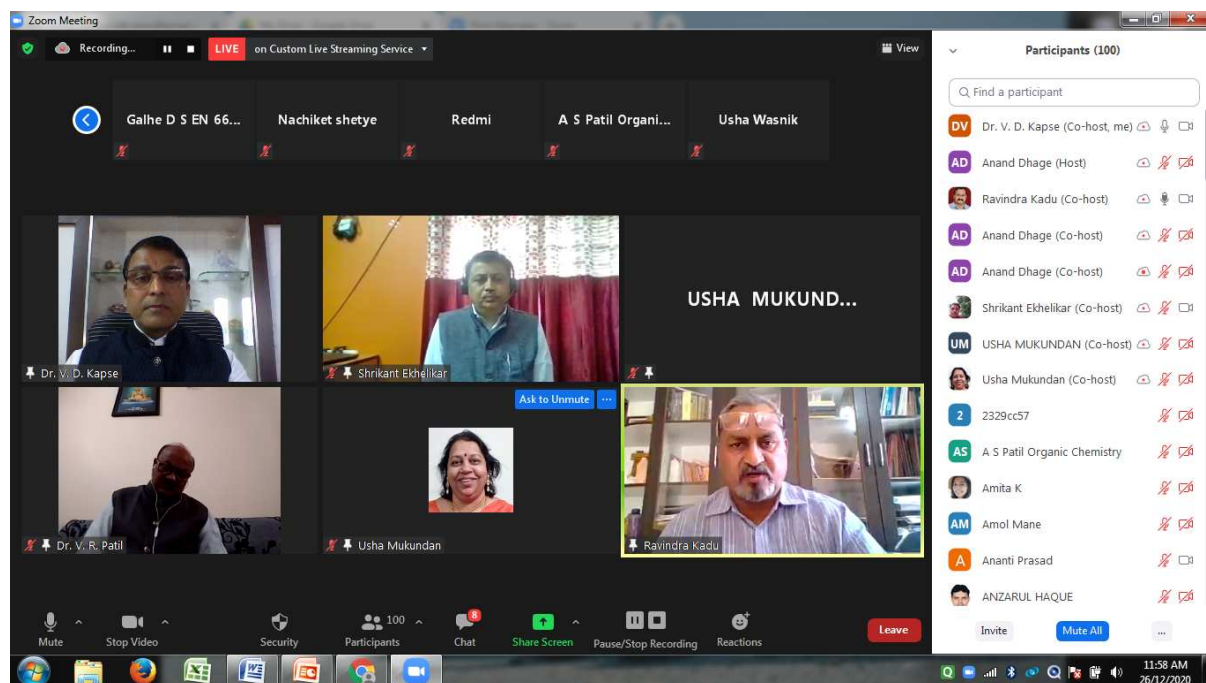 Zoom Meeting
Recording...
LIVE on Custom Live Streaming Service
View
Galhe D S EN 66...
Nachiket shetye
Redmi
A S Patil Organi...
Usha Wasnik
Dr. V. D. Kapse
Shrikant Ekhelikar
USHA MUKUND...
Dr. V. R. Patil
Ask to Unmute ...
Usha Mukundan
Ravindra Kadu
Participants (100)
Find a participant
DV Dr. V. D. Kapse (Co-host, me)
AD Anand Dhage (Host)
Ravindra Kadu (Co-host)
AD Anand Dhage (Co-host)
AD Anand Dhage (Co-host)
Shrikant Ekhelikar (Co-host)
UM USHA MUKUNDAN (Co-host)
Usha Mukundan (Co-host)
2 2329cc57
AS A S Patil Organic Chemistry
Amita K
AM Amol Mane
A Ananti Prasad
ANZARUL HAQUE
Invite
Mute All
...
Mute
Stop Video
Security
100
Participants
8
Chat
Share Screen
Pause/Stop Recording
Reactions
Leave
11:58 AM
26/12/2020